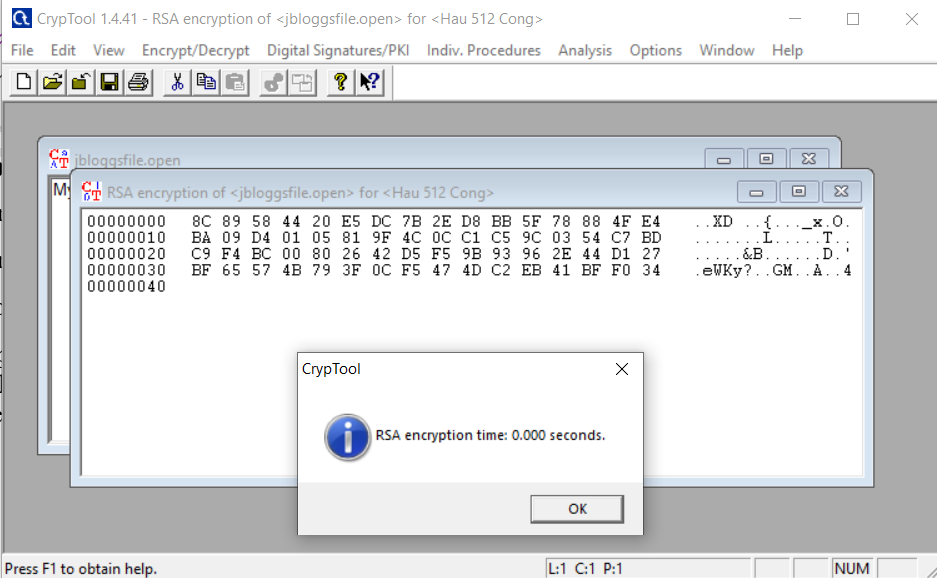 CrypTool 1.4.41 - RSA encryption of <jbloggsfile.open> for <Hau 512 Cong>
File Edit View Encrypt/Decrypt Digital Signatures/PKI Indiv. Procedures Analysis Options Window Help
jbloggsfile.open
My
RSA encryption of <jbloggsfile.open> for <Hau 512 Cong>
00000000 8C 89 58 44 20 E5 DC 7B 2E D8 BB 5F 78 88 4F E4 ..XD ..{..._x.O.
00000010 BA 09 D4 01 05 81 9F 4C 0C C1 C5 9C 03 54 C7 BD .......L.....T..
00000020 C9 F4 BC 00 80 26 42 D5 F5 9B 93 96 2E 44 D1 27 .....&B......D.'
00000030 BF 65 57 4B 79 3F 0C F5 47 4D C2 EB 41 BF F0 34 .eWKy?..GM..A..4
00000040
CrypTool
RSA encryption time: 0.000 seconds.
OK
Press F1 to obtain help. L:1 C:1 P:1 NUM